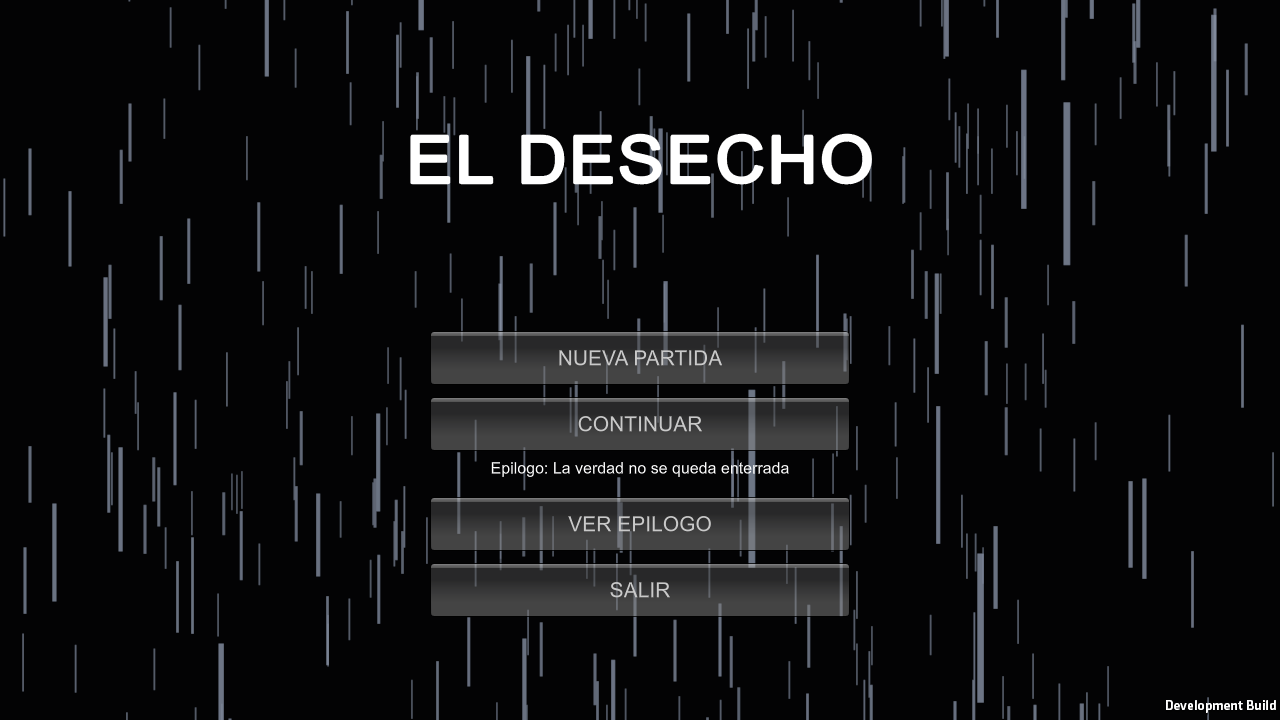 EL DESECHO
NUEVA PARTIDA
CONTINUAR
Epilogo: La verdad no se queda enterrada
VER EPILOGO
SALIR
Development Build